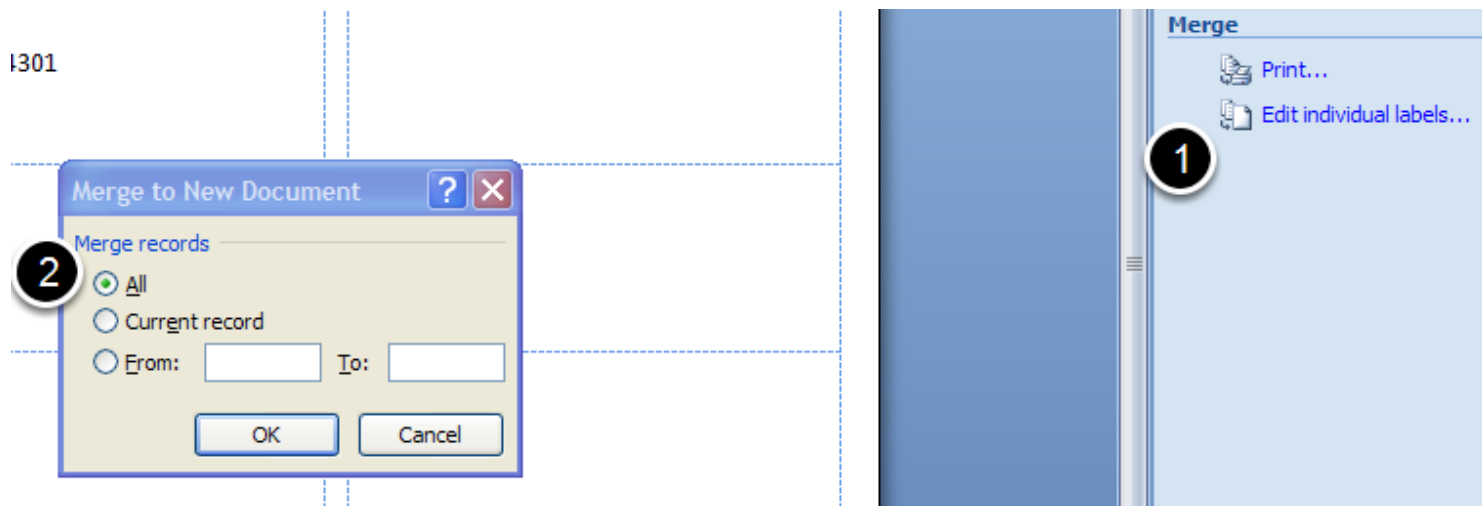 4301
Merge
Print...
Edit individual labels...
1
Merge to New Document
Merge records
2
All
Current record
From: To:
OK Cancel